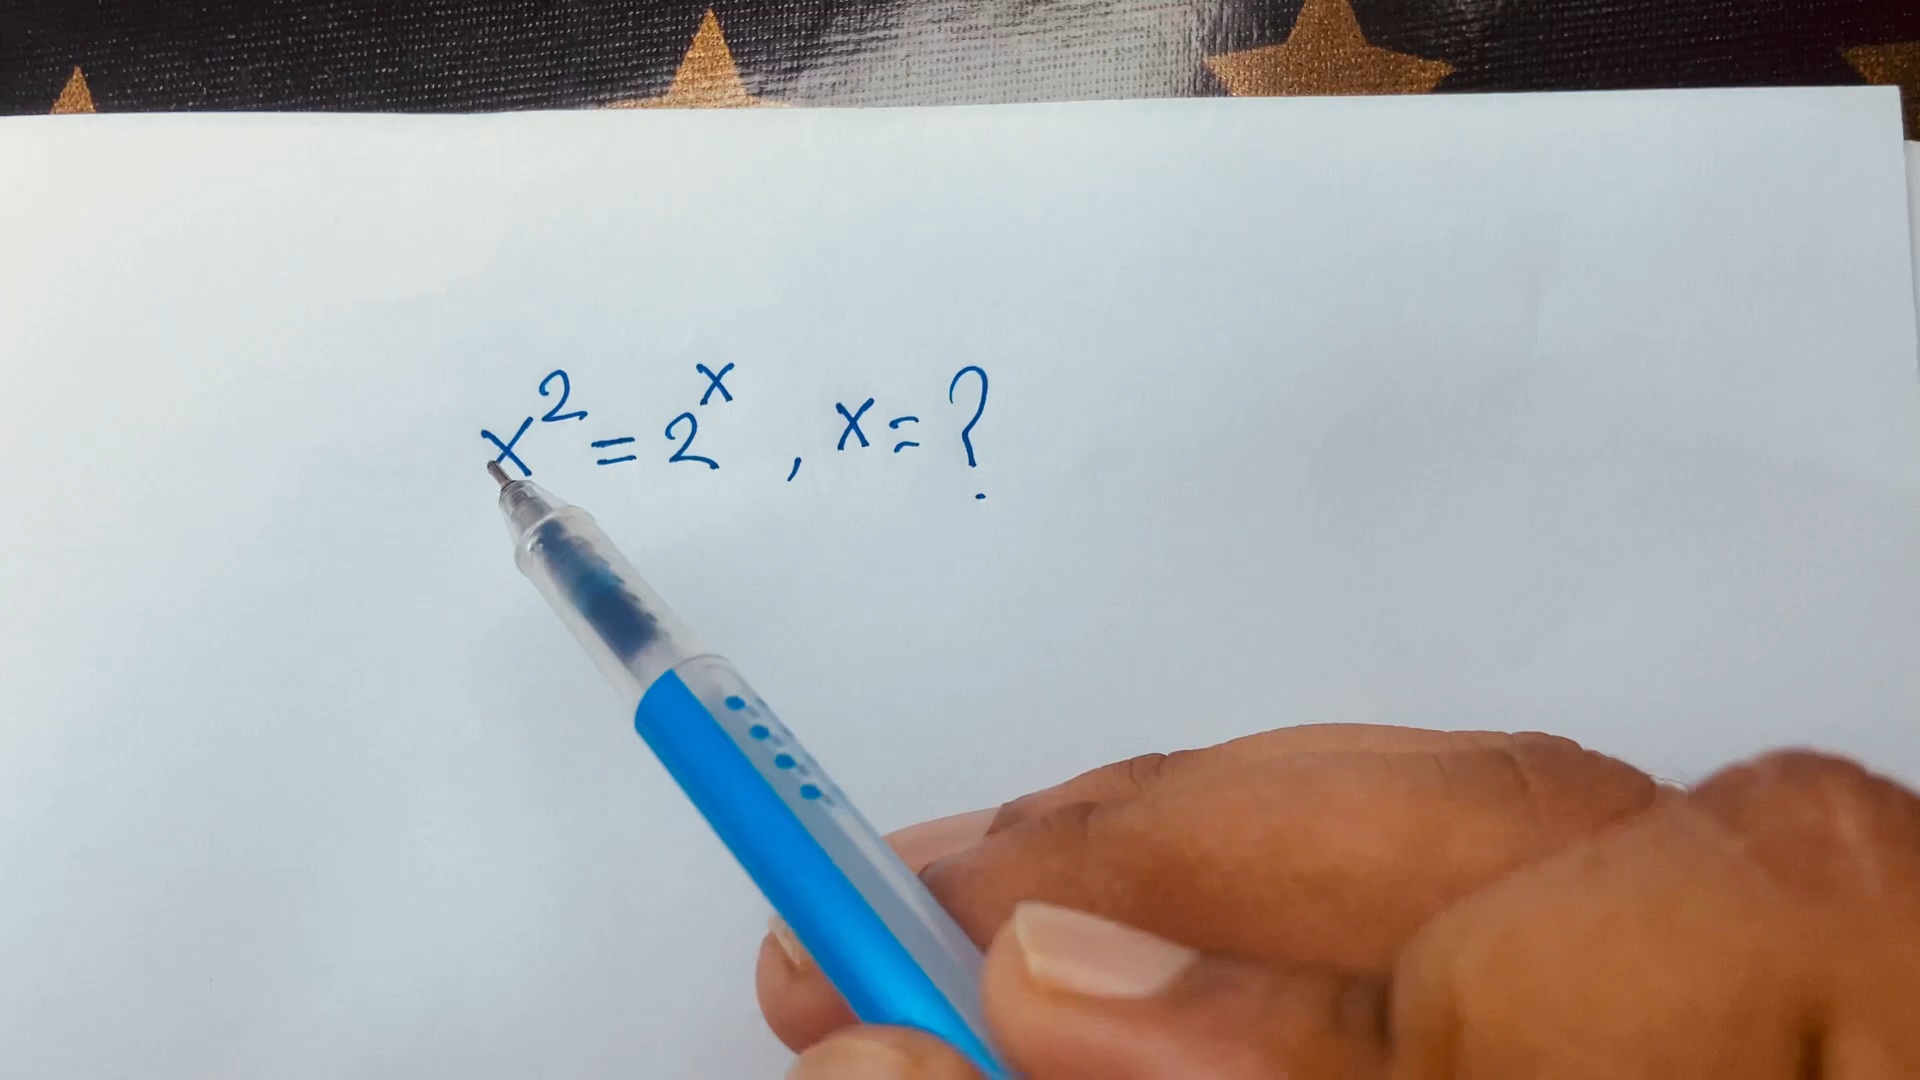 x² = 2ˣ , x = ?